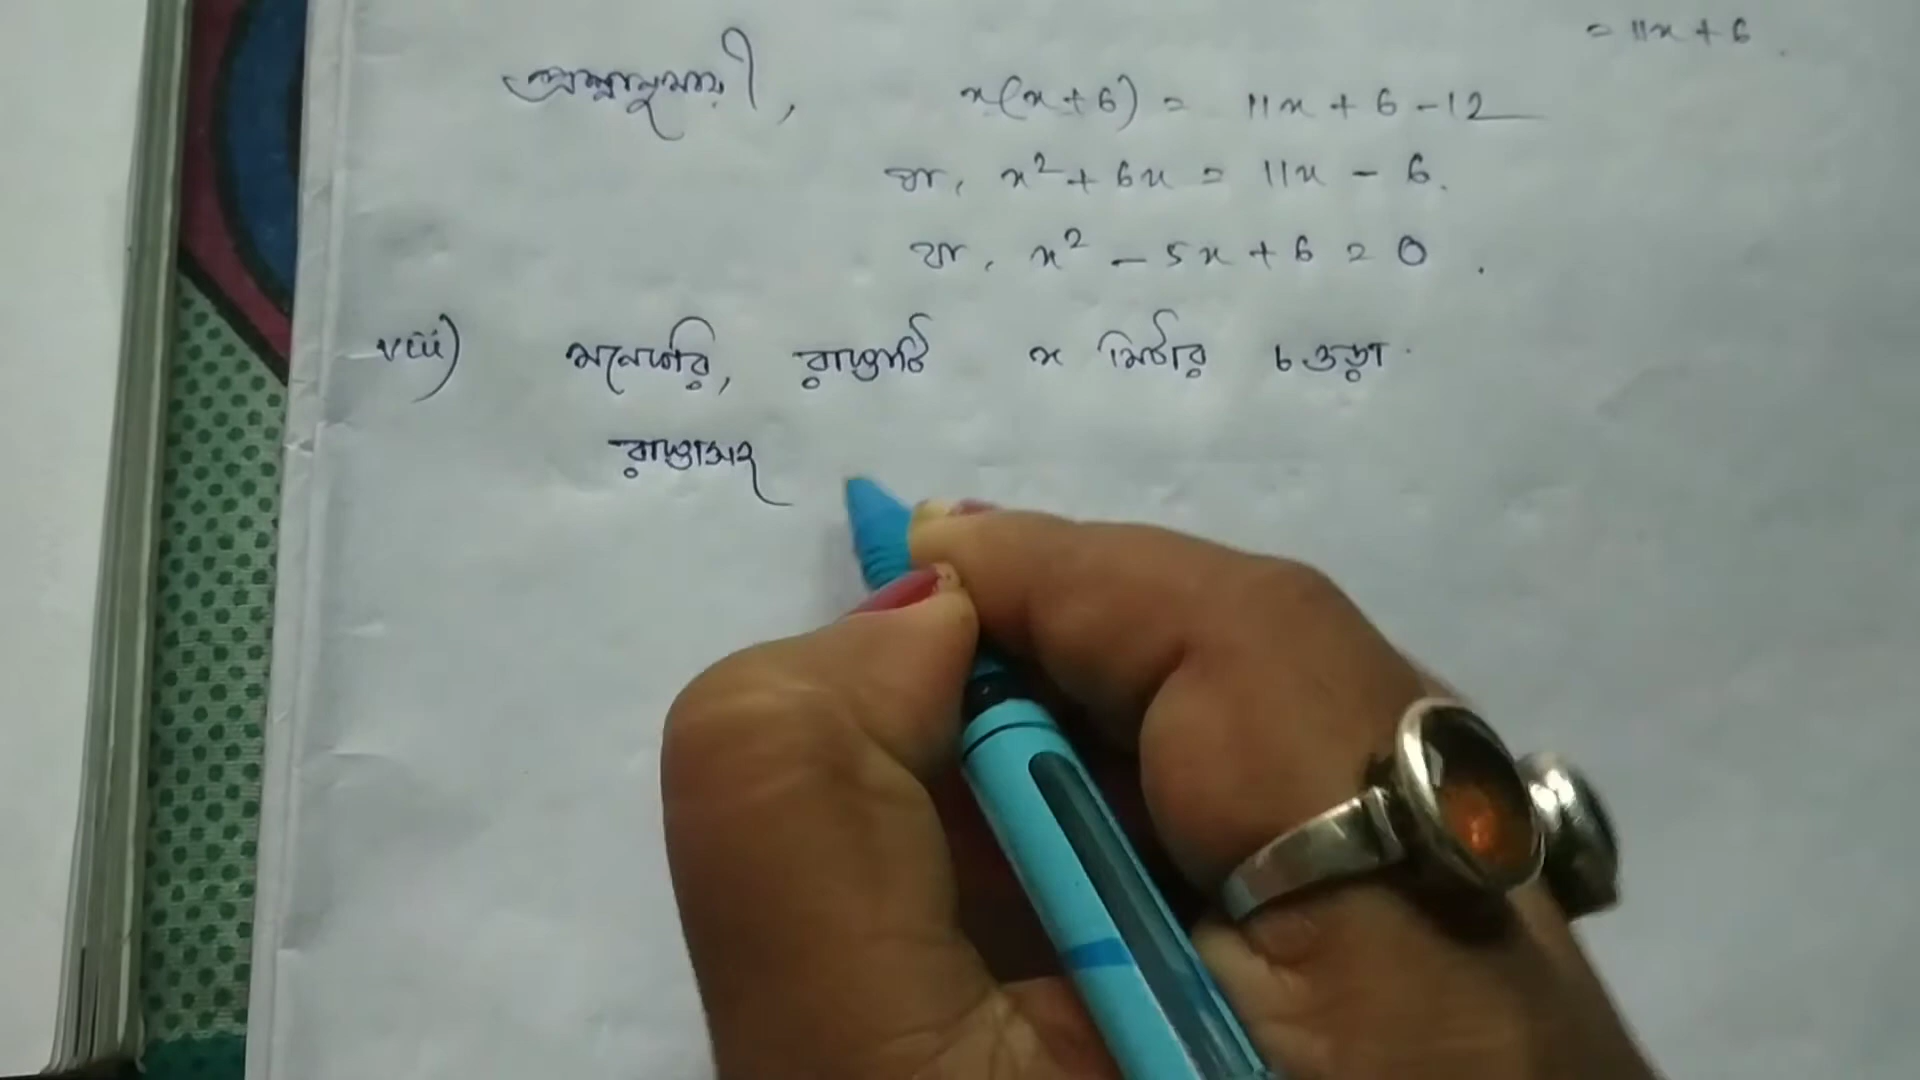 = 11x + 6
প্রশ্নানুযায়ী, x(x+6) = 11x + 6 - 12
বা, x² + 6x = 11x - 6.
বা, x² - 5x + 6 = 0.
viii) মনেকরি, রাস্তাটি x মিটার চওড়া.
রাস্তাসহ